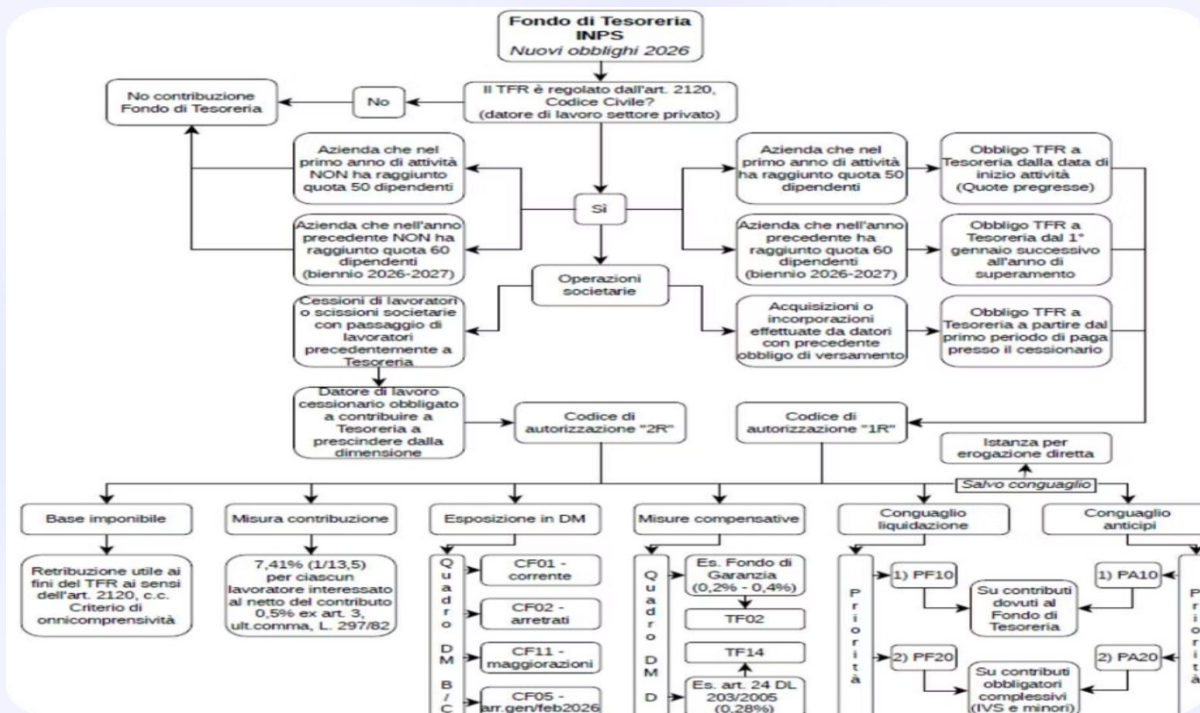 Fondo di Tesoreria
INPS
Nuovi obblighi 2026
Il TFR è regolato dall'art. 2120,
Codice Civile?
(datore di lavoro settore privato)
No
No contribuzione
Fondo di Tesoreria
Azienda che nel
primo anno di attività
NON ha raggiunto
quota 50 dipendenti
Azienda che nel
primo anno di attività
ha raggiunto quota 50
dipendenti
Obbligo TFR a
Tesoreria dalla data di
inizio attività
(Quote pregresse)
Sì
Azienda che nell'anno
precedente NON ha
raggiunto quota 60
dipendenti
(biennio 2026-2027)
Azienda che nell'anno
precedente ha
raggiunto quota 60
dipendenti
(biennio 2026-2027)
Obbligo TFR a
Tesoreria dal 1°
gennaio successivo
all'anno di
superamento
Operazioni
societarie
Cessioni di lavoratori
o scissioni societarie
con passaggio di
lavoratori
precedentemente a
Tesoreria
Acquisizioni o
incorporazioni
effettuate da datori
con precedente
obbligo di versamento
Obbligo TFR a
Tesoreria a partire dal
primo periodo di paga
presso il cessionario
Datore di lavoro
cessionario obbligato
a contribuire a
Tesoreria a
prescindere dalla
dimensione
Codice di
autorizzazione "2R"
Codice di
autorizzazione "1R"
Istanza per
erogazione diretta
Salvo conguaglio
Base imponibile
Misura contribuzione
Esposizione in DM
Misure compensative
Conguaglio
liquidazione
Conguaglio
anticipi
Retribuzione utile ai
fini del TFR ai sensi
dell'art. 2120, c.c.
Criterio di
onnicomprensività
7,41% (1/13,5)
per ciascun
lavoratore interessato
al netto del contributo
0,5% ex art. 3,
ult.comma, L. 297/82
Quadro DM B/C
CF01 -
corrente
CF02 -
arretrati
CF11 -
maggiorazioni
CF05 -
arr.gen/feb2026
Quadro DM D
Es. Fondo di
Garanzia
(0,2% - 0,4%)
TF02
TF14
Es. art. 24 DL
203/2005
(0,28%)
Priorità
1) PF10
2) PF20
Su contributi
dovuti al
Fondo di
Tesoreria
Su contributi
obbligatori
complessivi
(IVS e minori)
1) PA10
2) PA20
Priorità